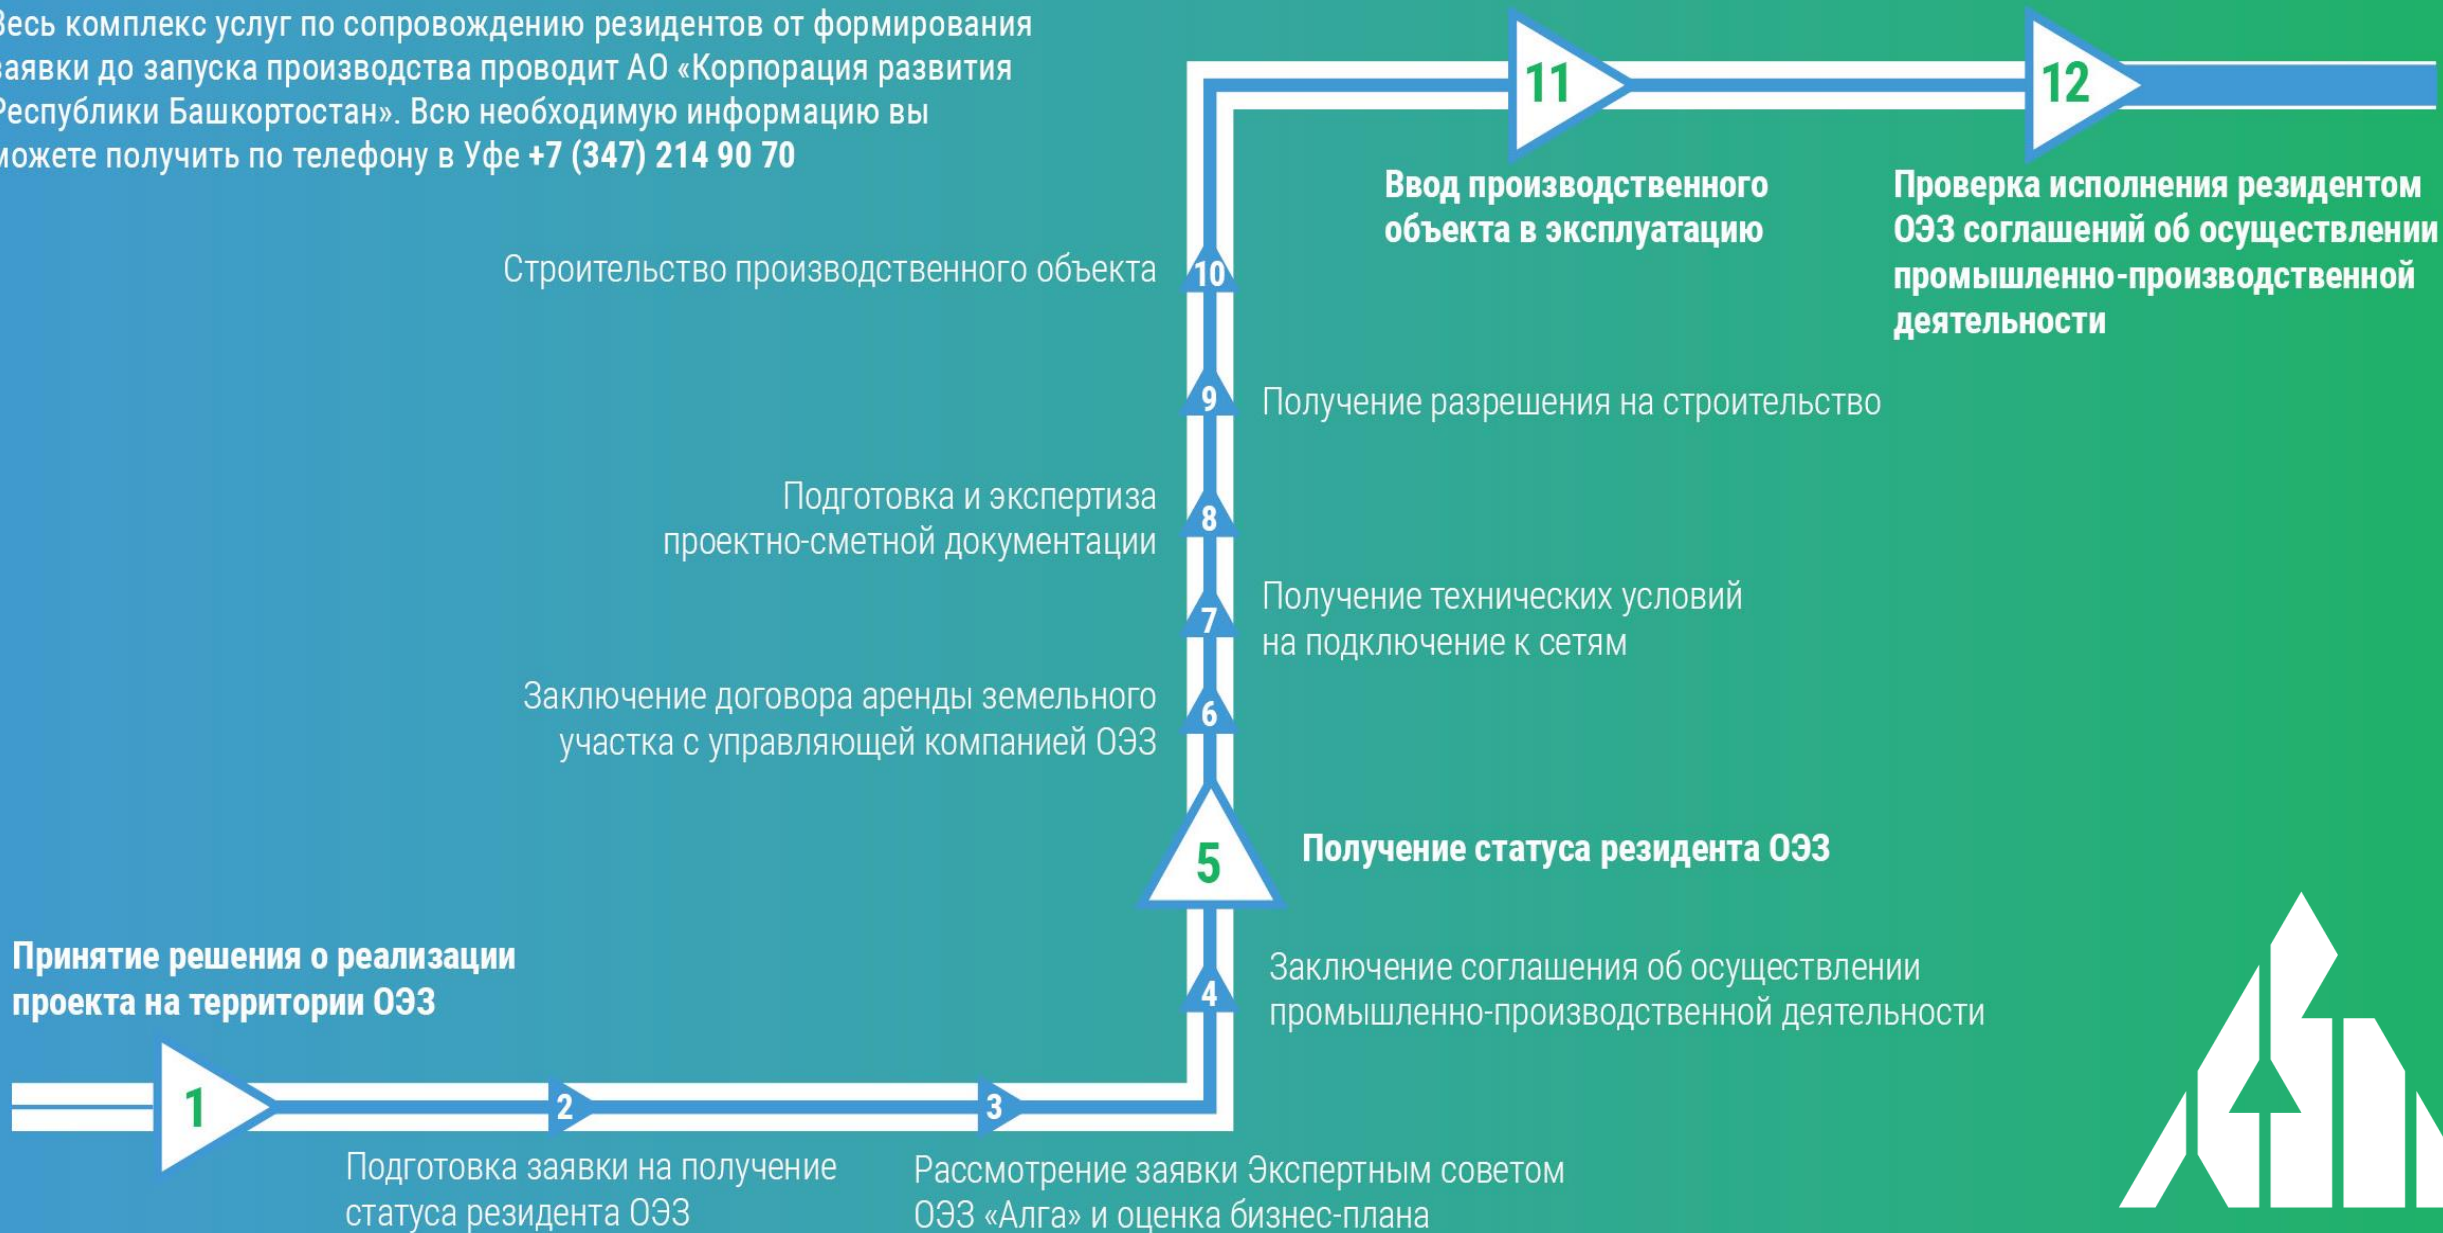 Весь комплекс услуг по сопровождению резидентов от формирования
заявки до запуска производства проводит АО «Корпорация развития
Республики Башкортостан». Всю необходимую информацию вы
можете получить по телефону в Уфе +7 (347) 214 90 70
11
12
Ввод производственного
объекта в эксплуатацию
Проверка исполнения резидентом
ОЭЗ соглашений об осуществлении
промышленно-производственной
деятельности
Строительство производственного объекта
10
9
Получение разрешения на строительство
Подготовка и экспертиза
проектно-сметной документации
8
7
Получение технических условий
на подключение к сетям
Заключение договора аренды земельного
участка с управляющей компанией ОЭЗ
6
5
Получение статуса резидента ОЭЗ
4
Заключение соглашения об осуществлении
промышленно-производственной деятельности
Принятие решения о реализации
проекта на территории ОЭЗ
1
2
3
Подготовка заявки на получение
статуса резидента ОЭЗ
Рассмотрение заявки Экспертным советом
ОЭЗ «Алга» и оценка бизнес-плана